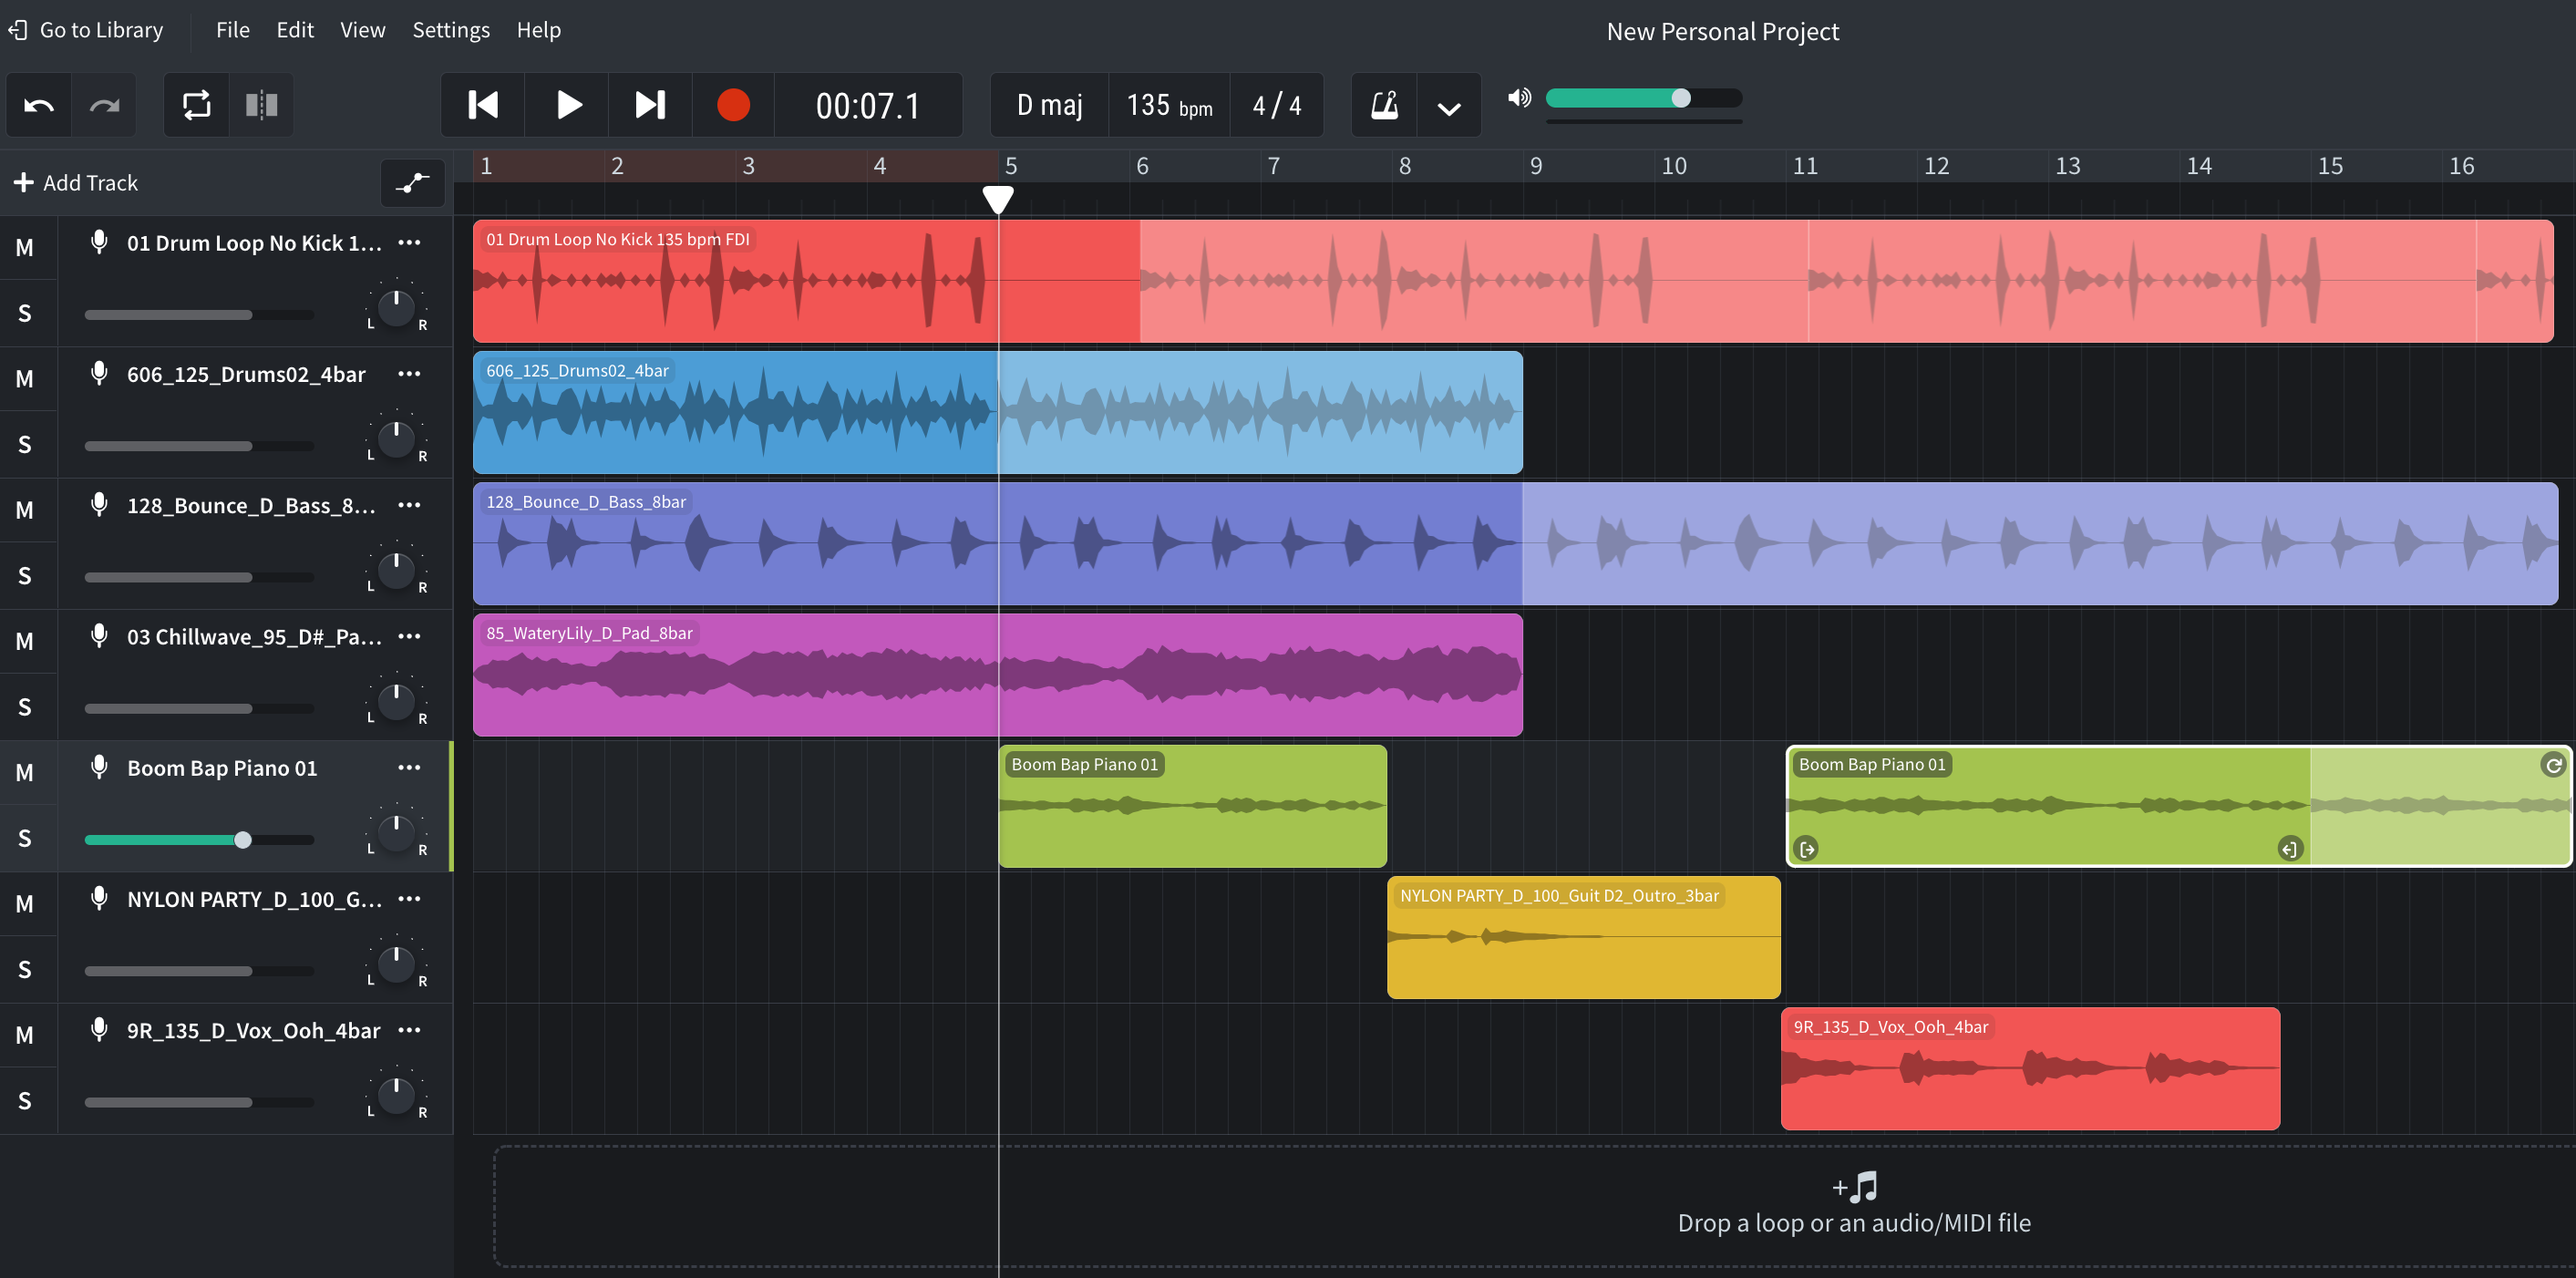 Go to Library File Edit View Settings Help
New Personal Project
00:07.1 D maj 135 bpm 4 / 4
Add Track
1 2 3 4 5 6 7 8 9 10 11 12 13 14 15 16
M 01 Drum Loop No Kick 1...
S L R
01 Drum Loop No Kick 135 bpm FDI
M 606_125_Drums02_4bar
S L R
606_125_Drums02_4bar
M 128_Bounce_D_Bass_8...
S L R
128_Bounce_D_Bass_8bar
M 03 Chillwave_95_D#_Pa...
S L R
85_WateryLily_D_Pad_8bar
M Boom Bap Piano 01
S L R
Boom Bap Piano 01
Boom Bap Piano 01
M NYLON PARTY_D_100_G...
S L R
NYLON PARTY_D_100_Guit D2_Outro_3bar
M 9R_135_D_Vox_Ooh_4bar
S L R
9R_135_D_Vox_Ooh_4bar
Drop a loop or an audio/MIDI file